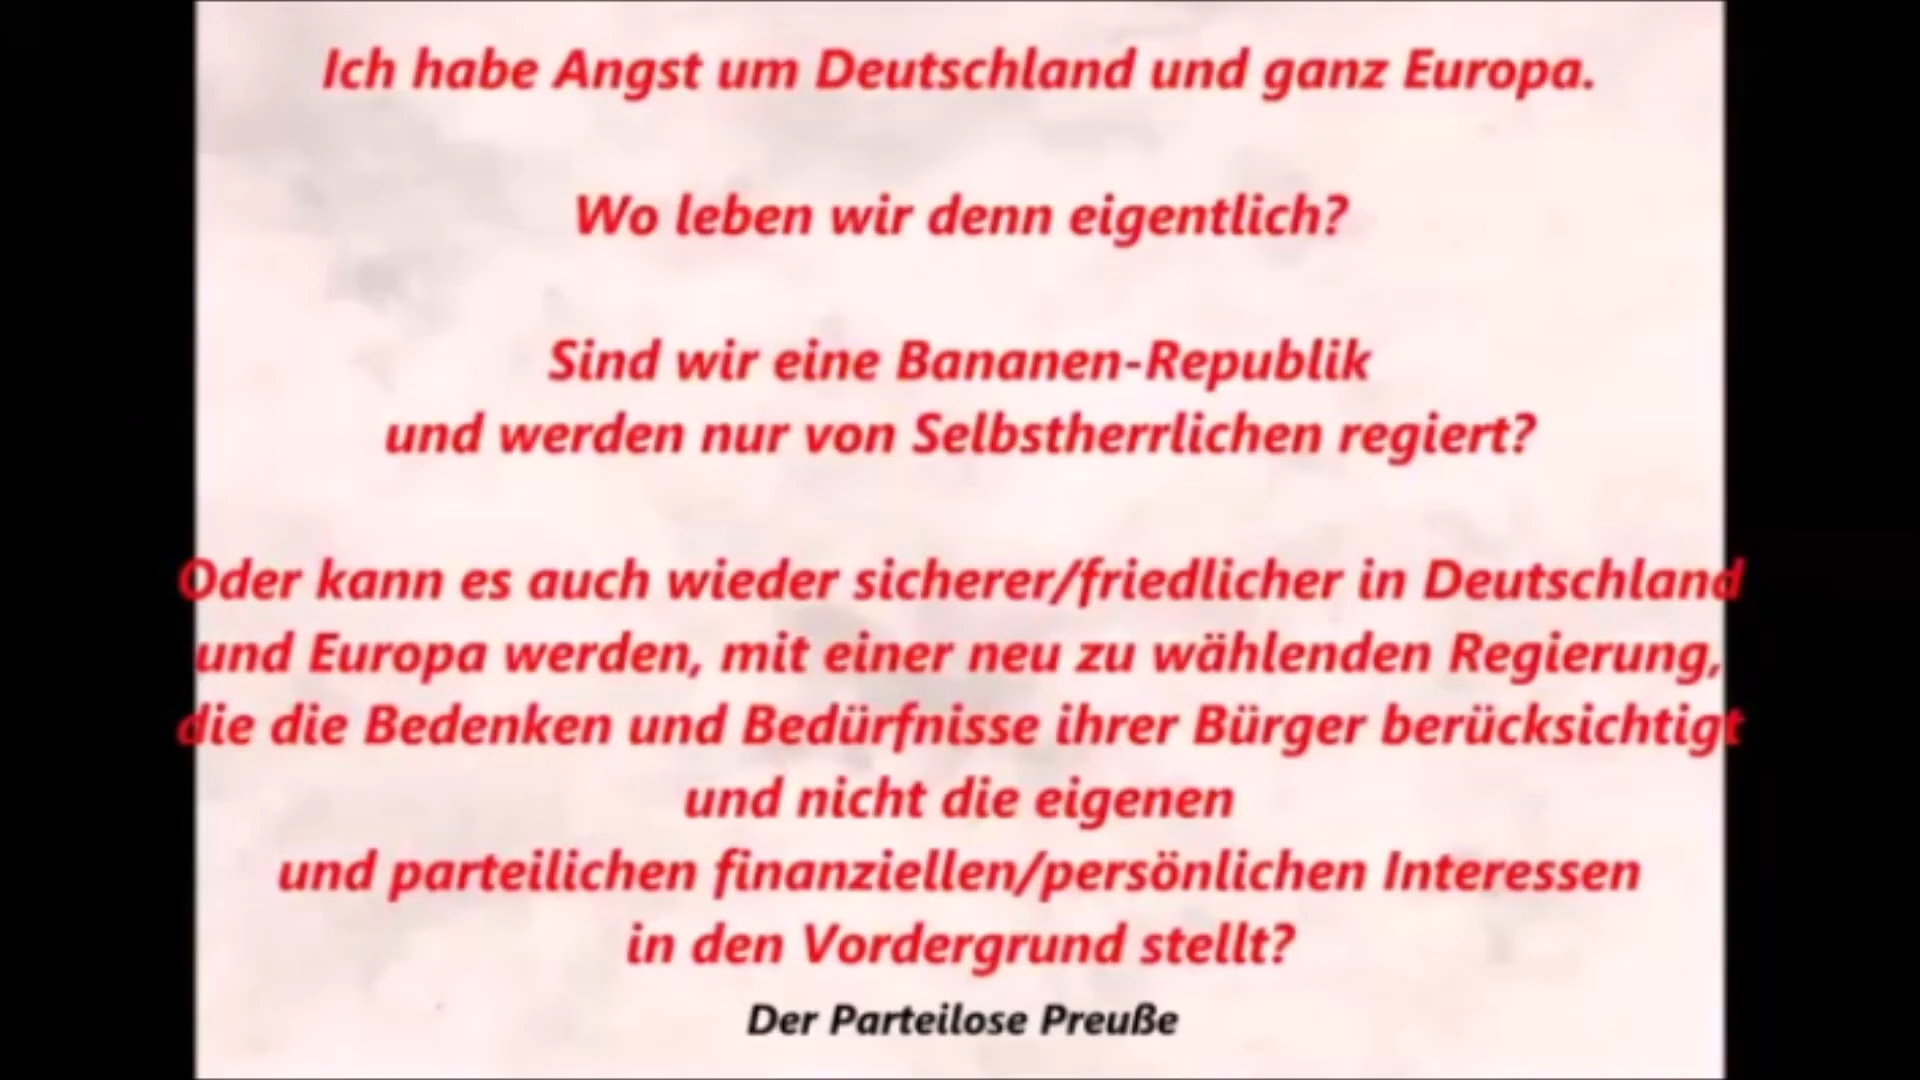 Ich habe Angst um Deutschland und ganz Europa.
Wo leben wir denn eigentlich?
Sind wir eine Bananen-Republik
und werden nur von Selbstherrlichen regiert?
Oder kann es auch wieder sicherer/friedlicher in Deutschland
und Europa werden, mit einer neu zu wählenden Regierung,
die die Bedenken und Bedürfnisse ihrer Bürger berücksichtigt
und nicht die eigenen
und parteilichen finanziellen/persönlichen Interessen
in den Vordergrund stellt?
Der Parteilose Preuße